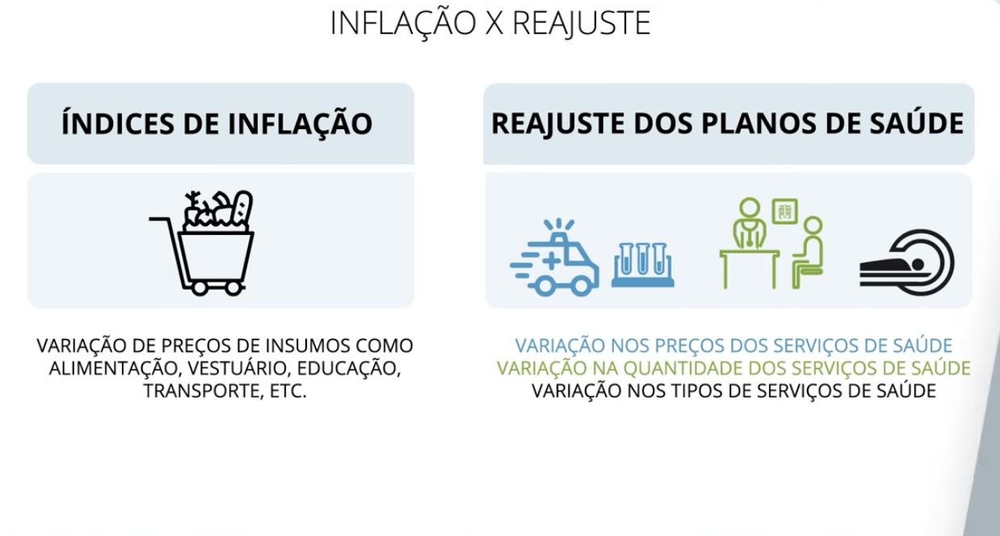 INFLAÇÃO X REAJUSTE
ÍNDICES DE INFLAÇÃO
VARIAÇÃO DE PREÇOS DE INSUMOS COMO
ALIMENTAÇÃO, VESTUÁRIO, EDUCAÇÃO,
TRANSPORTE, ETC.
REAJUSTE DOS PLANOS DE SAÚDE
VARIAÇÃO NOS PREÇOS DOS SERVIÇOS DE SAÚDE
VARIAÇÃO NA QUANTIDADE DOS SERVIÇOS DE SAÚDE
VARIAÇÃO NOS TIPOS DE SERVIÇOS DE SAÚDE